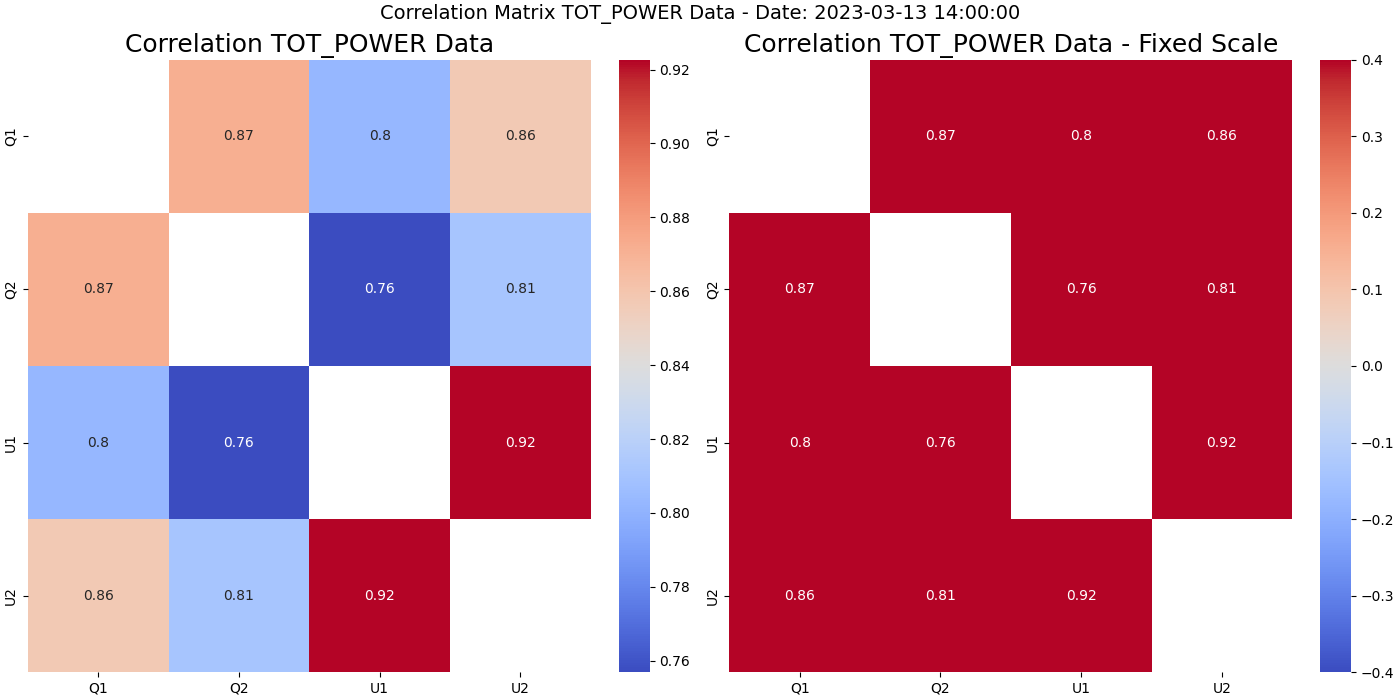 Correlation Matrix TOT_POWER Data - Date: 2023-03-13 14:00:00
Correlation TOT_POWER Data
Q1
0.87
0.8
0.86
Q2
0.87
0.76
0.81
U1
0.8
0.76
0.92
U2
0.86
0.81
0.92
Q1
Q2
U1
U2
0.92
0.90
0.88
0.86
0.84
0.82
0.80
0.78
0.76
Correlation TOT_POWER Data - Fixed Scale
Q1
0.87
0.8
0.86
Q2
0.87
0.76
0.81
U1
0.8
0.76
0.92
U2
0.86
0.81
0.92
Q1
Q2
U1
U2
0.4
0.3
0.2
0.1
0.0
−0.1
−0.2
−0.3
−0.4